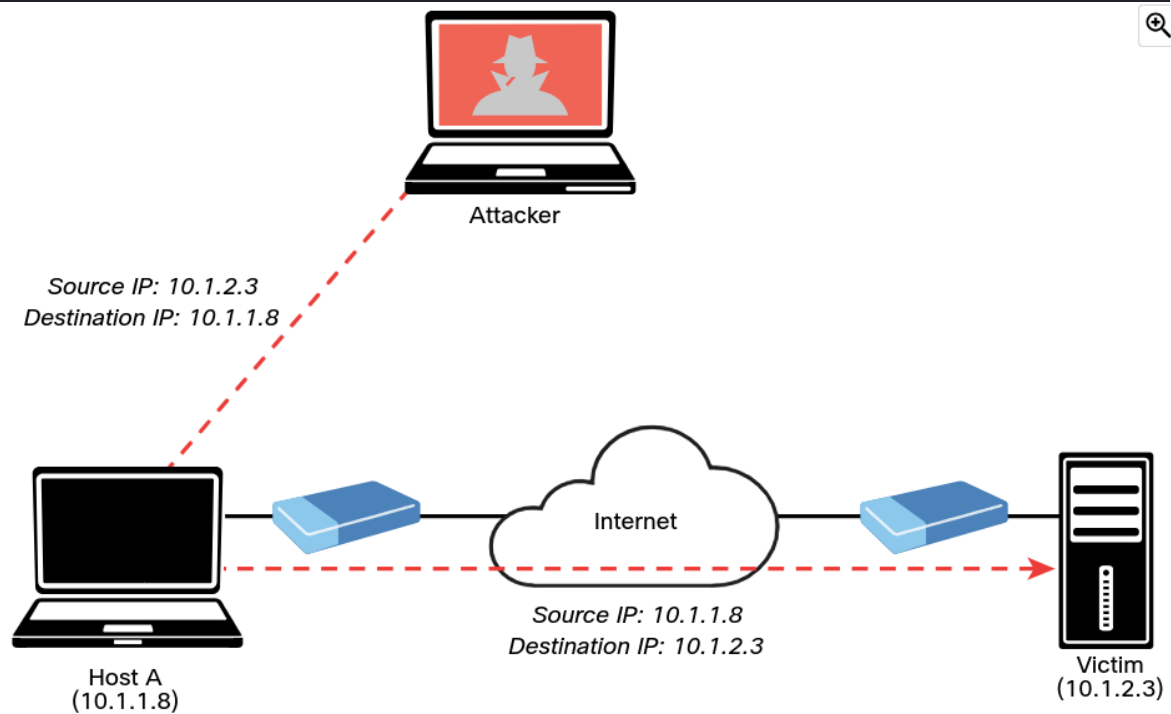 Attacker
Source IP: 10.1.2.3
Destination IP: 10.1.1.8
Internet
Source IP: 10.1.1.8
Destination IP: 10.1.2.3
Host A
(10.1.1.8)
Victim
(10.1.2.3)